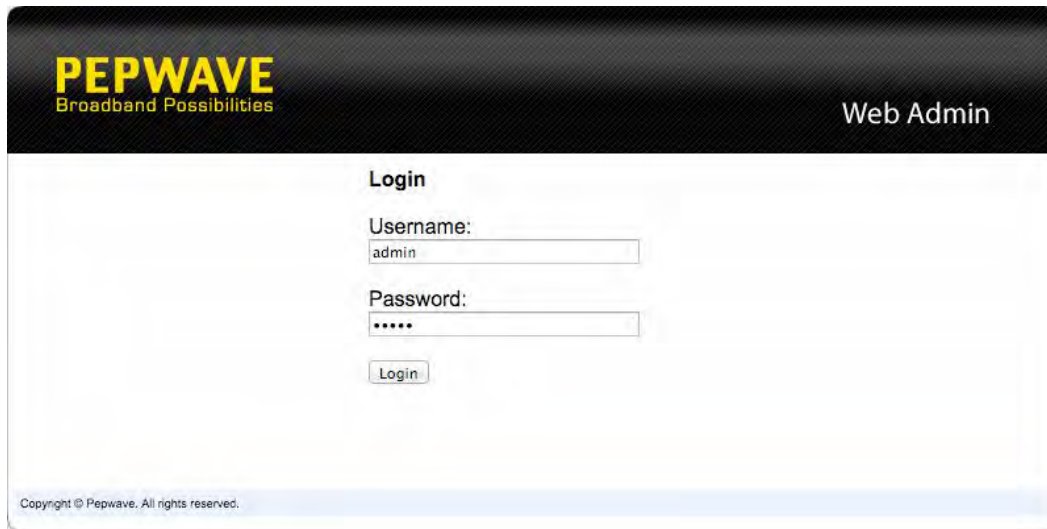 PEPWAVE
Broadband Possibilities
Web Admin
Login
Username:
admin
Password:
•••••
Login
Copyright © Pepwave. All rights reserved.